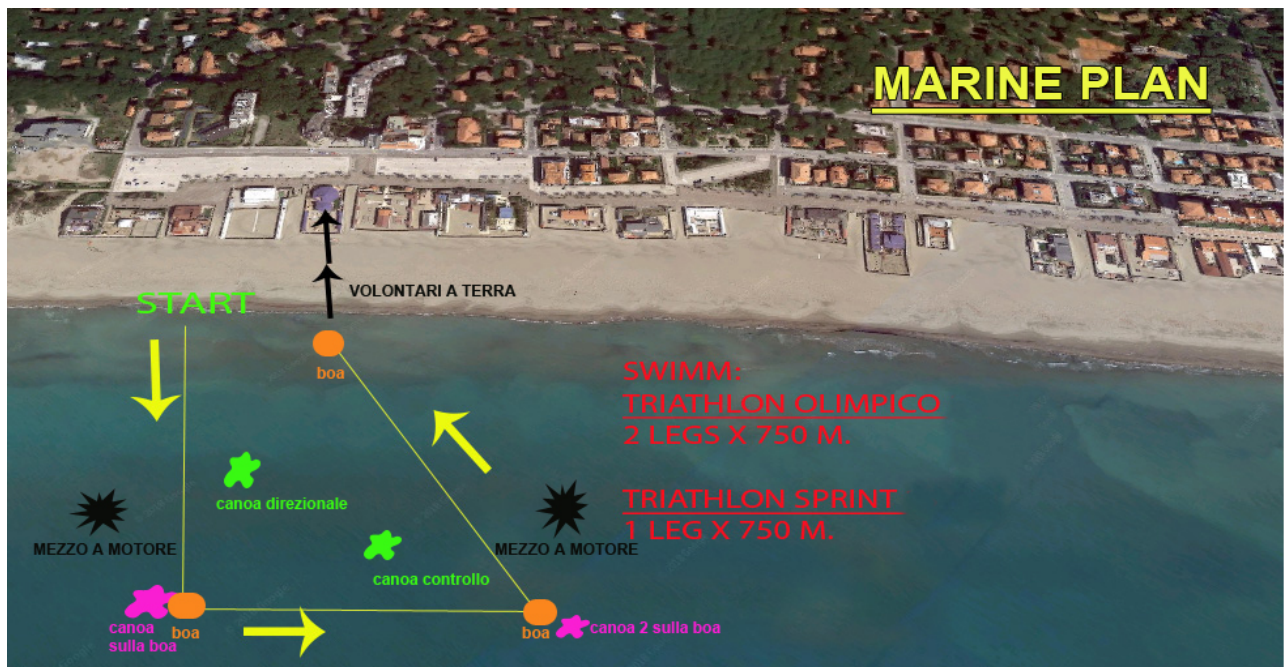 MARINE PLAN
VOLONTARI A TERRA
START
boa
SWIMM:
TRIATHLON OLIMPICO
2 LEGS X 750 M.
canoa direzionale
TRIATHLON SPRINT
1 LEG X 750 M.
MEZZO A MOTORE
MEZZO A MOTORE
canoa controllo
canoa
sulla boa
boa
boa
canoa 2 sulla boa